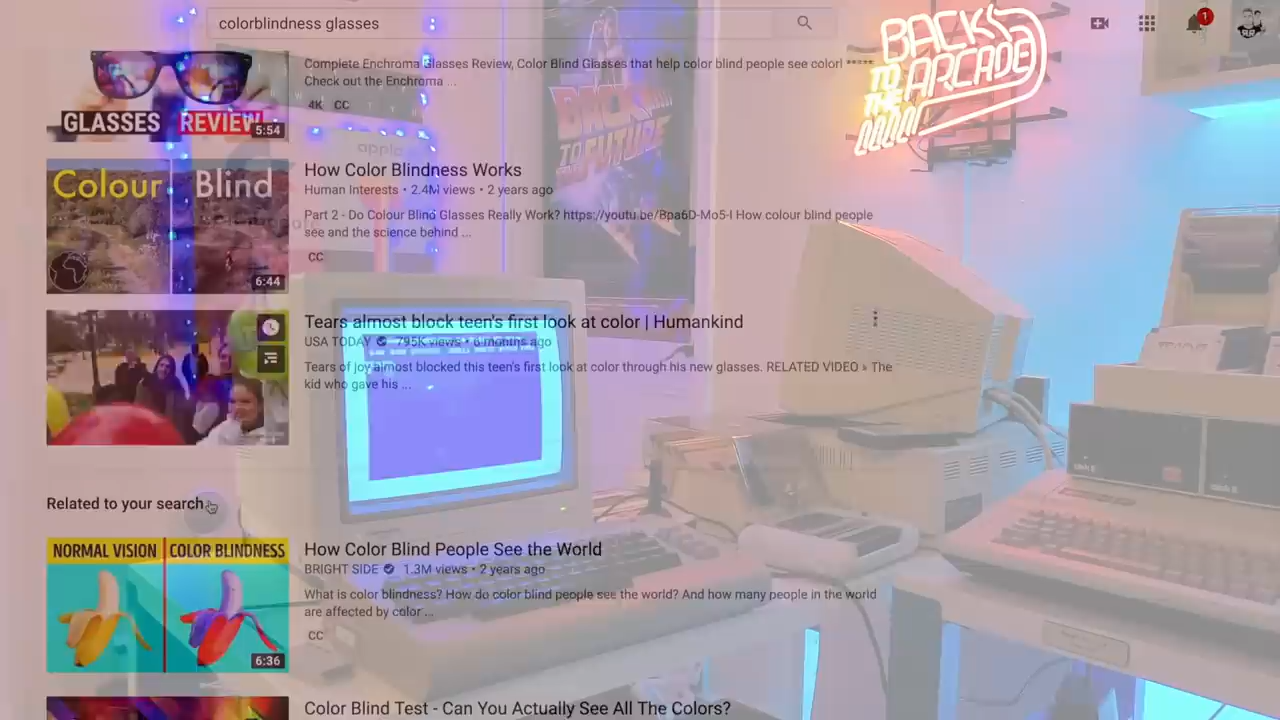 colorblindness glasses
1
BACK
TO
THE
ARCADE
Complete Enchroma Glasses Review, Color Blind Glasses that help color blind people see color!
Check out the Enchroma ...
4K CC
GLASSES REVIEW
5:54
apple
BACK
TO FUTURE
How Color Blindness Works
Human Interests • 2.4M views • 2 years ago
Colour Blind
Part 2 - Do Colour Blind Glasses Really Work? https://youtu.be/Bpa6D-Mo5-I How colour blind people
see and the science behind ...
CC
6:44
Tears almost block teen's first look at color | Humankind
USA TODAY 795K views • 6 months ago
Tears of joy almost blocked this teen's first look at color through his new glasses. RELATED VIDEO » The
kid who gave his ...
Related to your search
NORMAL VISION COLOR BLINDNESS
How Color Blind People See the World
BRIGHT SIDE 1.3M views • 2 years ago
What is color blindness? How do color blind people see the world? And how many people in the world
are affected by color ...
CC
6:36
Color Blind Test - Can You Actually See All The Colors?